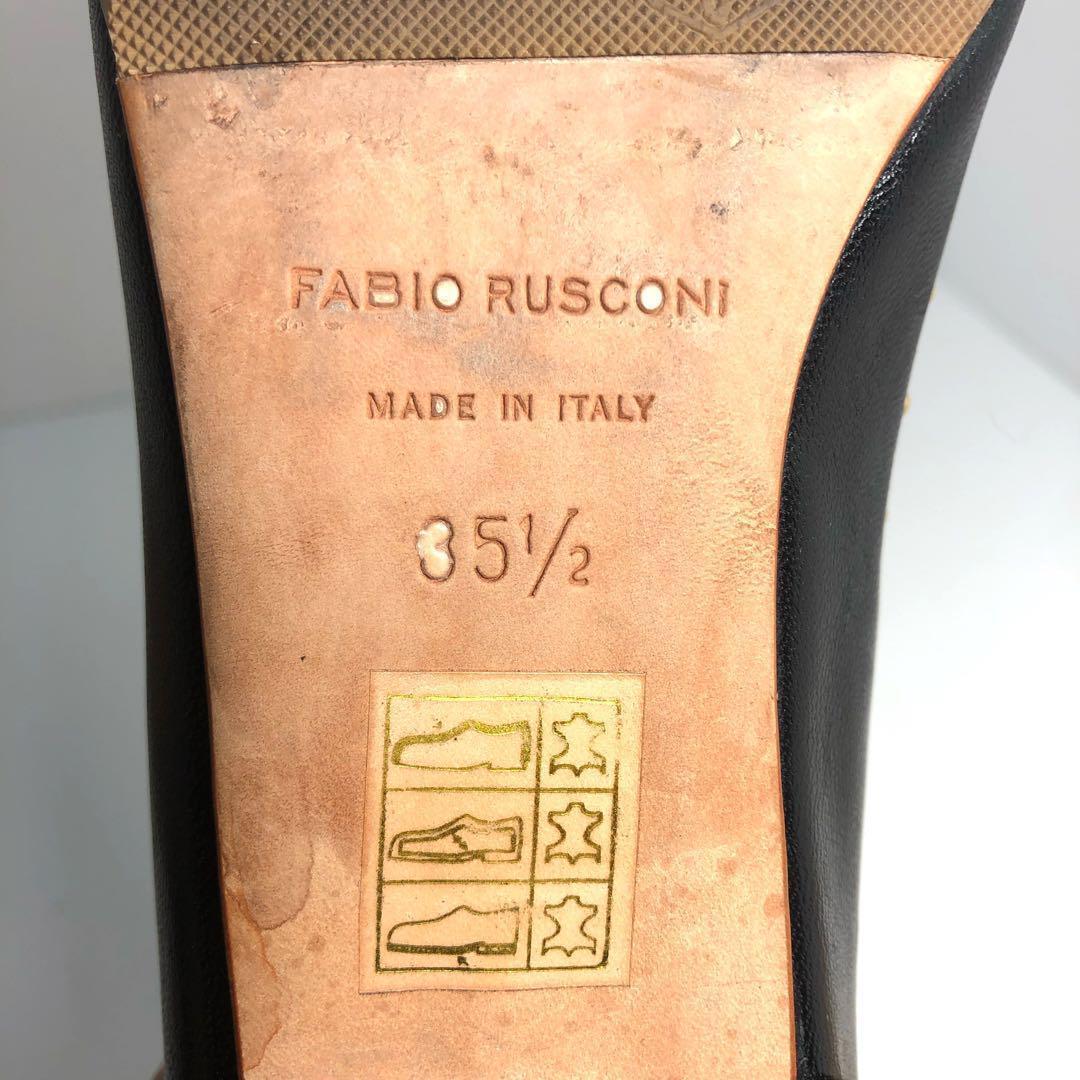 FABIO RUSCONI
MADE IN ITALY
35½